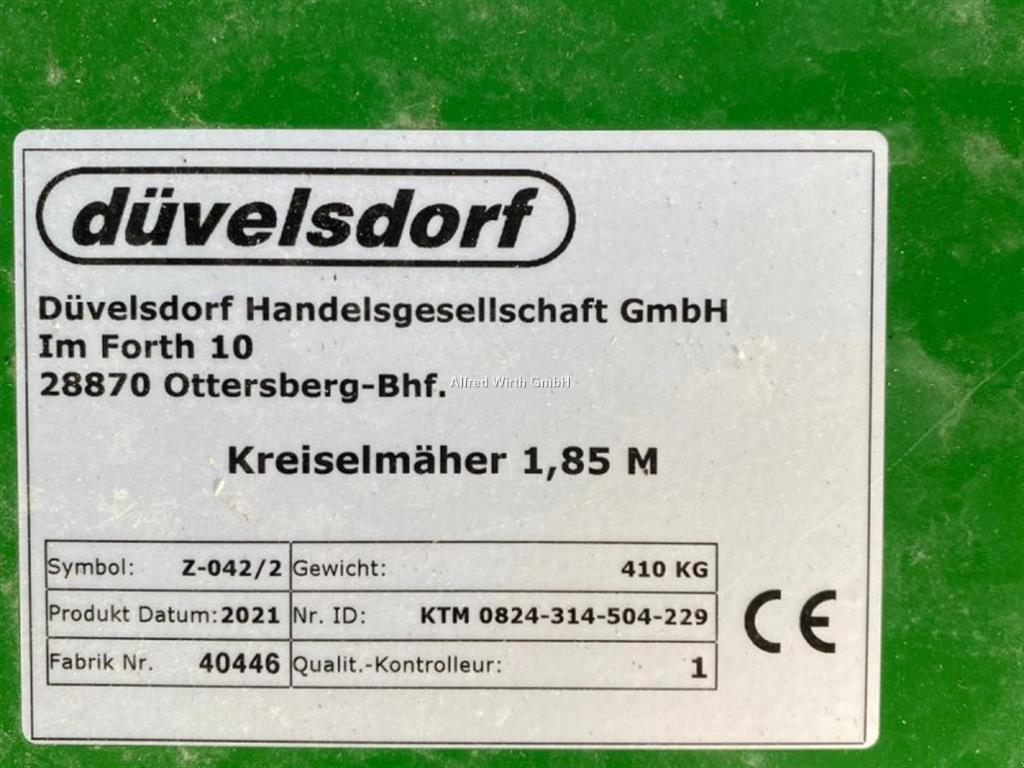 düvelsdorf
Düvelsdorf Handelsgesellschaft GmbH
Im Forth 10
28870 Ottersberg-Bhf.
Alfred Wirth GmbH
Kreiselmäher 1,85 M
Symbol: Z-042/2 Gewicht: 410 KG
Produkt Datum: 2021 Nr. ID: KTM 0824-314-504-229
Fabrik Nr. 40446 Qualit.-Kontrolleur: 1
CE